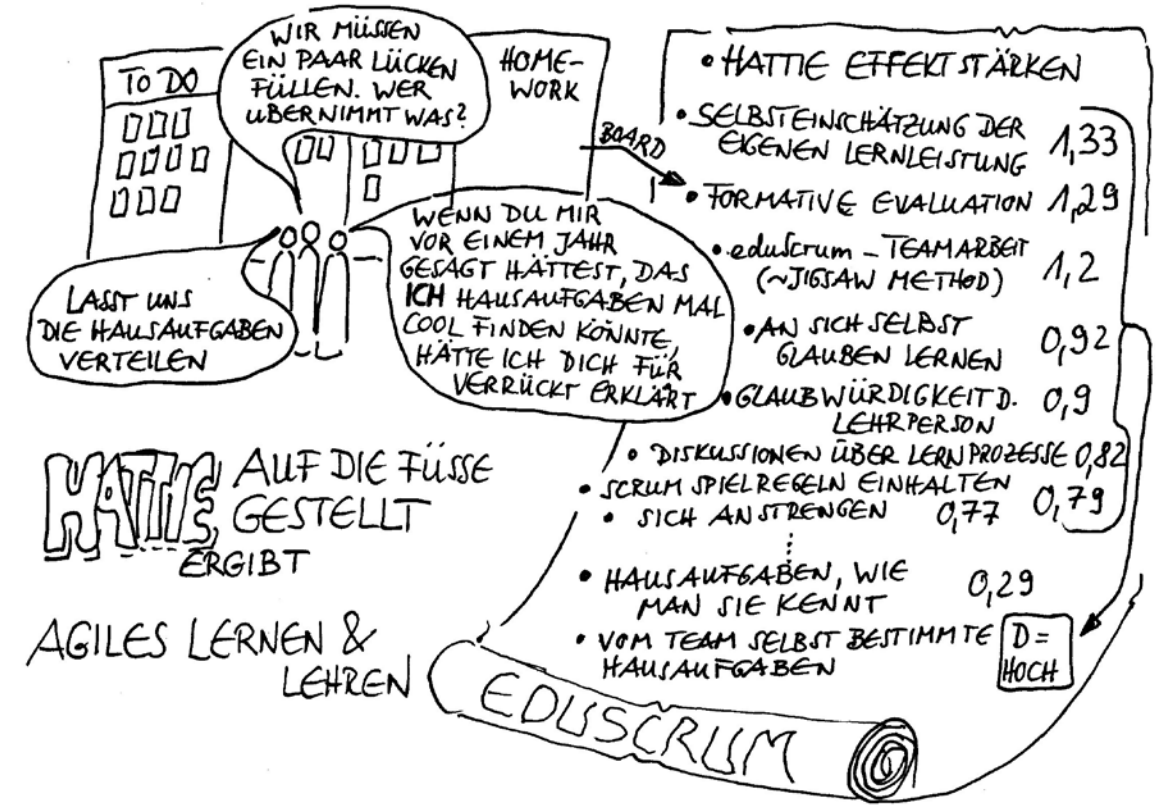 TO DO
WIR MÜSSEN
EIN PAAR LÜCKEN
FÜLLEN. WER
ÜBERNIMMT WAS?
HOME-
WORK
BOARD
LASST UNS
DIE HAUSAUFGABEN
VERTEILEN
WENN DU MIR
VOR EINEM JAHR
GESAGT HÄTTEST, DAS
ICH HAUSAUFGABEN MAL
COOL FINDEN KÖNNTE,
HÄTTE ICH DICH FÜR
VERRÜCKT ERKLÄRT
• HATTIE EFFEKTSTÄRKEN
• SELBSTEINSCHÄTZUNG DER
EIGENEN LERNLEISTUNG 1,33
• FORMATIVE EVALUATION 1,29
• eduScrum – TEAMARBEIT
(~JIGSAW METHOD) 1,2
• AN SICH SELBST
GLAUBEN LERNEN 0,92
• GLAUBWÜRDIGKEIT D.
LEHRPERSON 0,9
• DISKUSSIONEN ÜBER LERNPROZESSE 0,82
• SCRUM SPIELREGELN EINHALTEN 0,79
• SICH ANSTRENGEN 0,77
• HAUSAUFGABEN, WIE
MAN SIE KENNT 0,29
• VOM TEAM SELBST BESTIMMTE
HAUSAUFGABEN
D =
HOCH
HATTIE AUF DIE FÜSSE
GESTELLT
ERGIBT
AGILES LERNEN &
LEHREN
EDUSCRUM